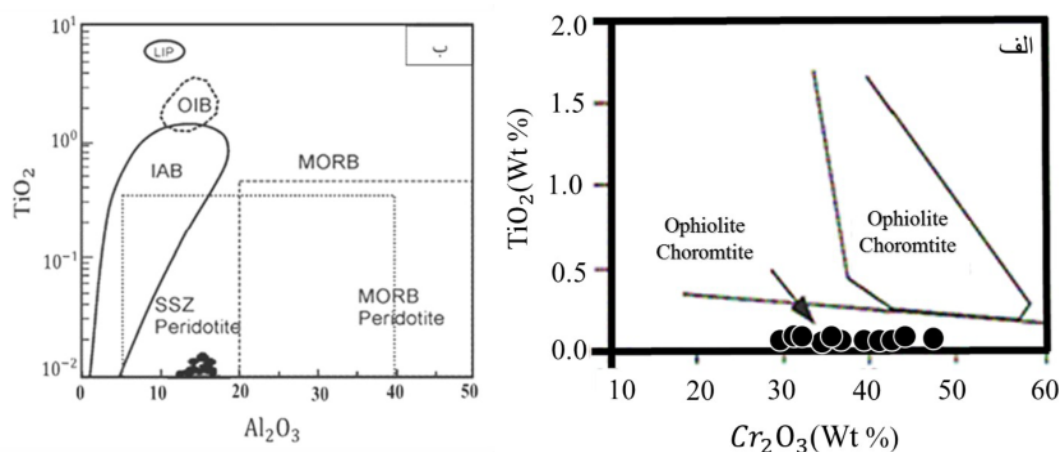 10¹
ب
LIP
10⁰
OIB
IAB
MORB
TiO₂
10⁻¹
SSZ
Peridotite
MORB
Peridotite
10⁻²
0 10 20 30 40 50
Al₂O₃
2.0
الف
1.5
TiO₂(Wt %)
1.0
Ophiolite
Choromtite
Ophiolite
Choromtite
0.5
0.0
10 20 30 40 50 60
Cr₂O₃(Wt %)